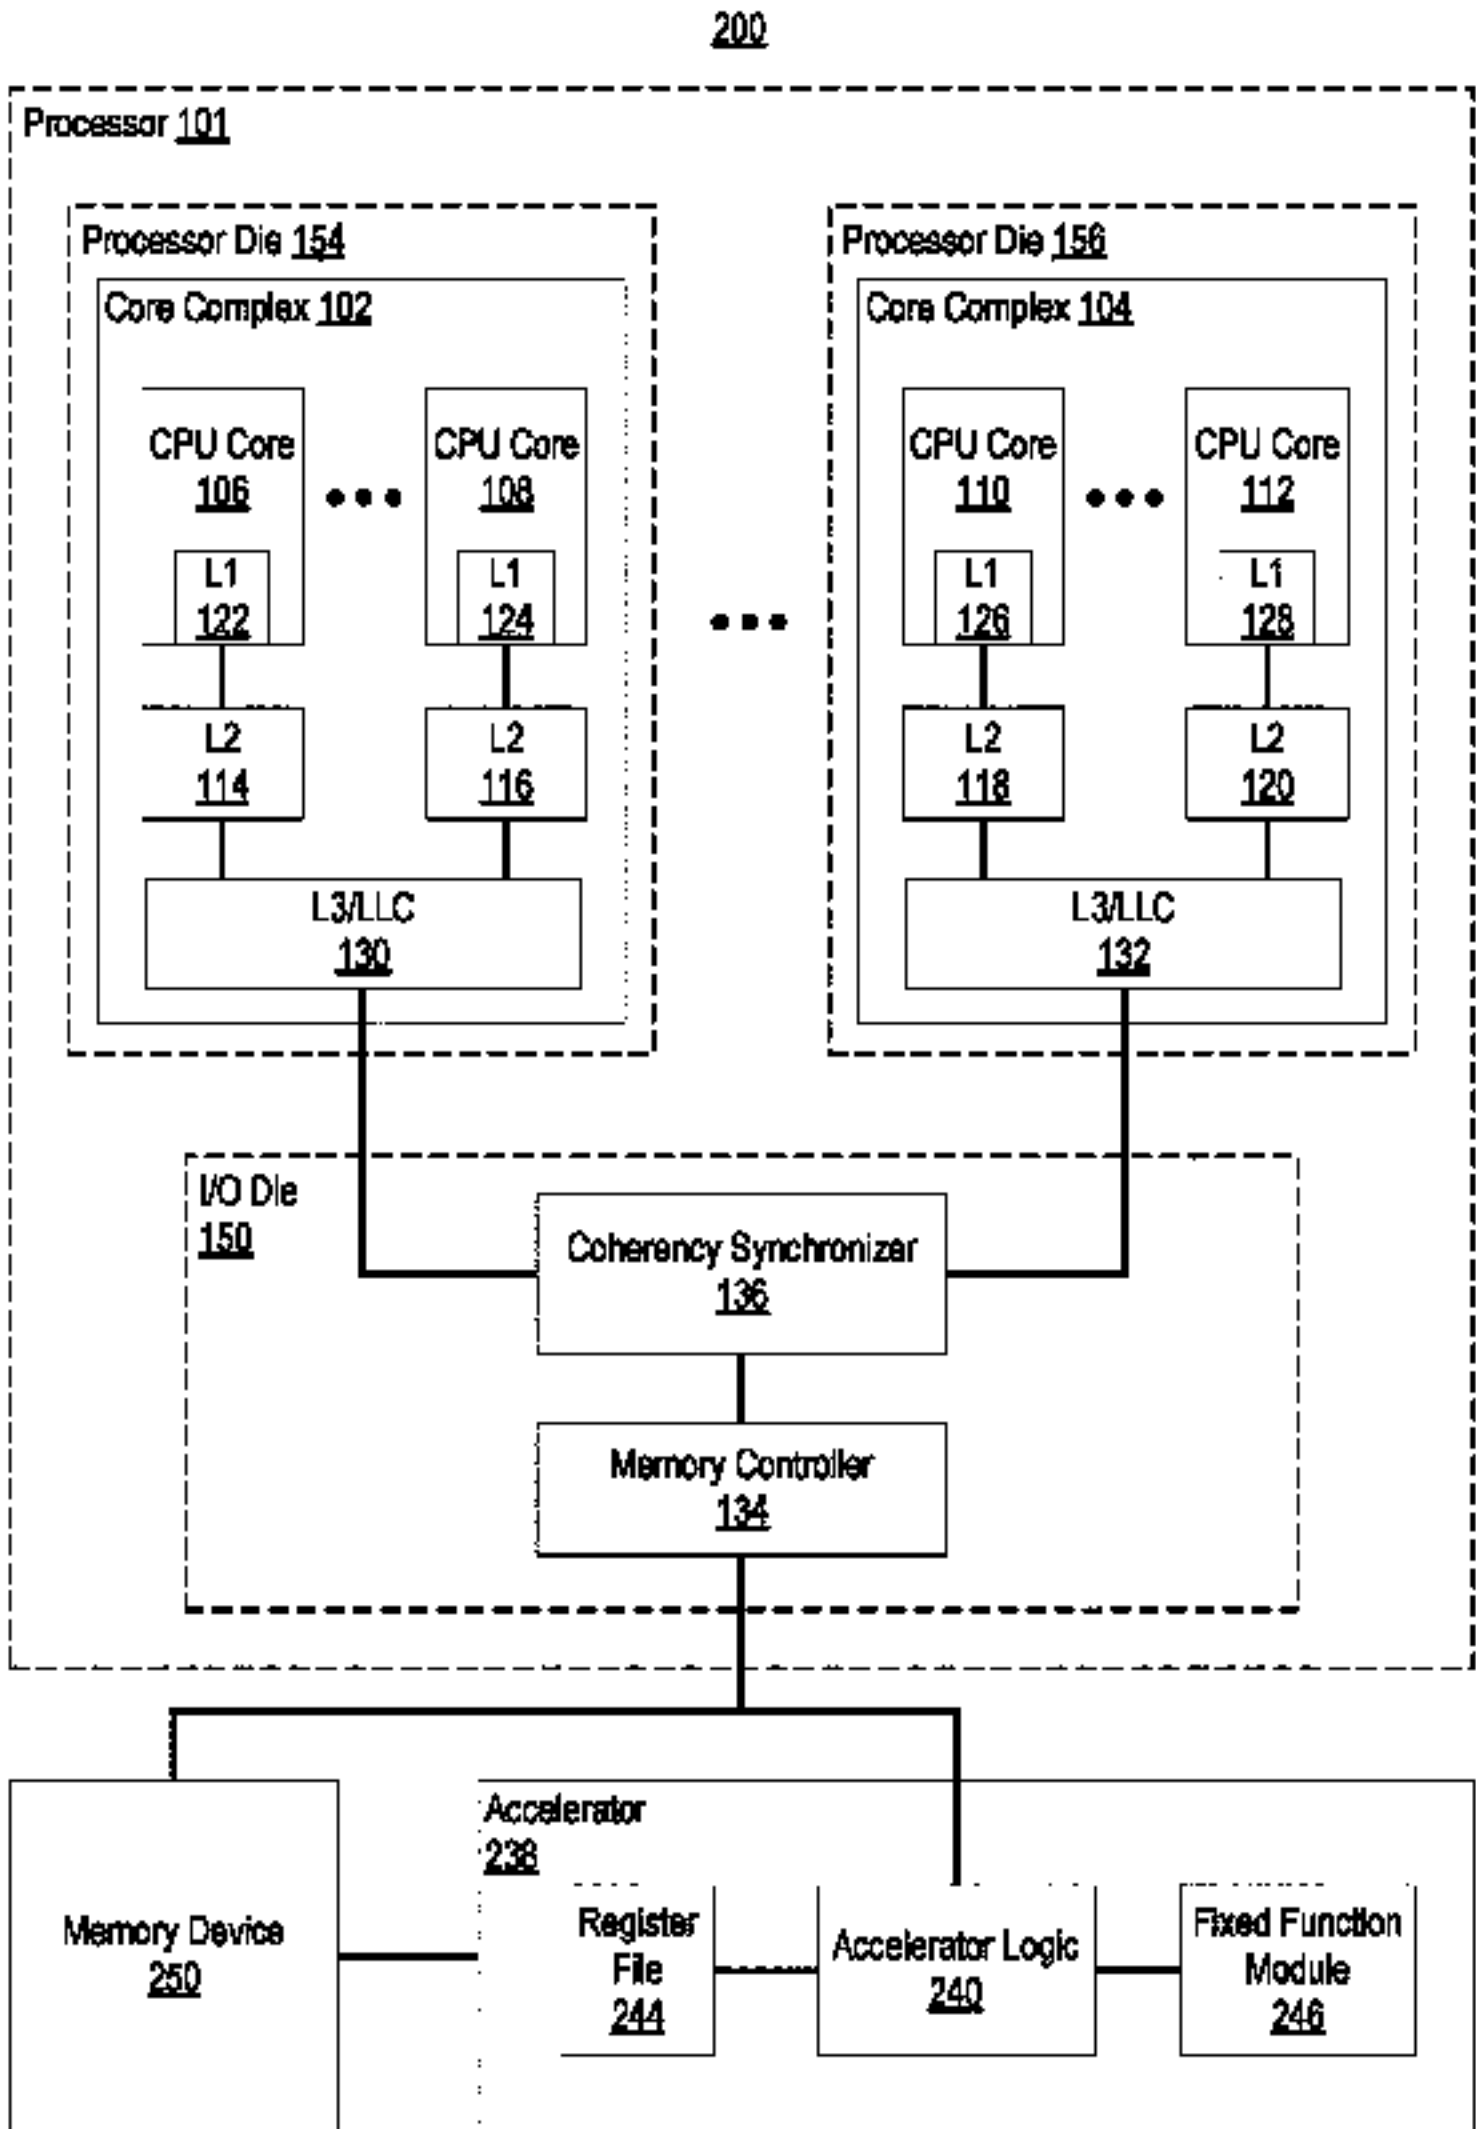 200
Processor 101
Processor Die 154
Core Complex 102
CPU Core
106
L1
122
CPU Core
108
L1
124
L2
114
L2
116
L3/LLC
130
Processor Die 156
Core Complex 104
CPU Core
110
L1
126
CPU Core
112
L1
128
L2
118
L2
120
L3/LLC
132
I/O Die
150
Coherency Synchronizer
136
Memory Controller
134
Memory Device
250
Accelerator
238
Register
File
244
Accelerator Logic
240
Fixed Function
Module
246